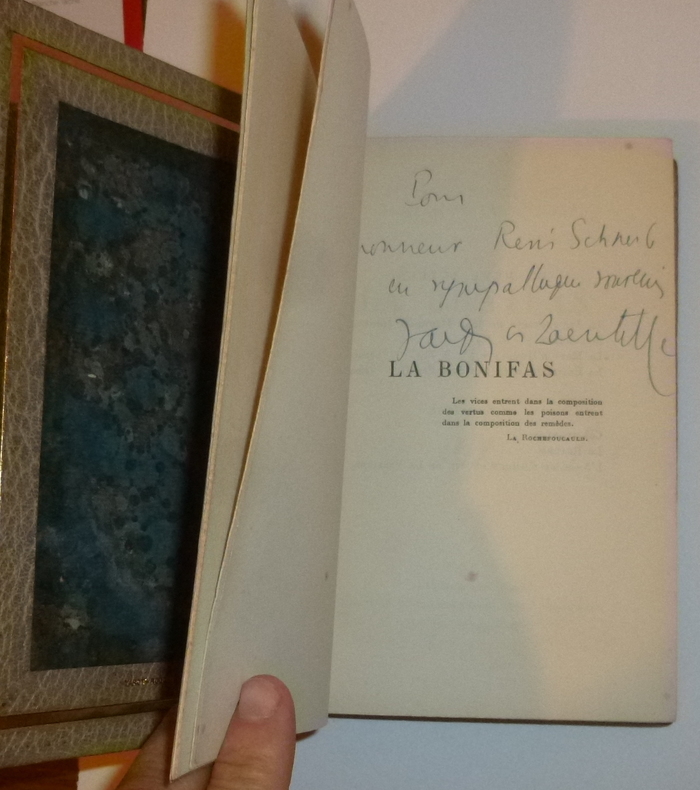 Pour
René Schwob
en sympathique souvenir
Jacques de Lacretelle
LA BONIFAS
Les vices entrent dans la composition
des vertus comme les poisons entrent
dans la composition des remèdes.
La Rochefoucauld.